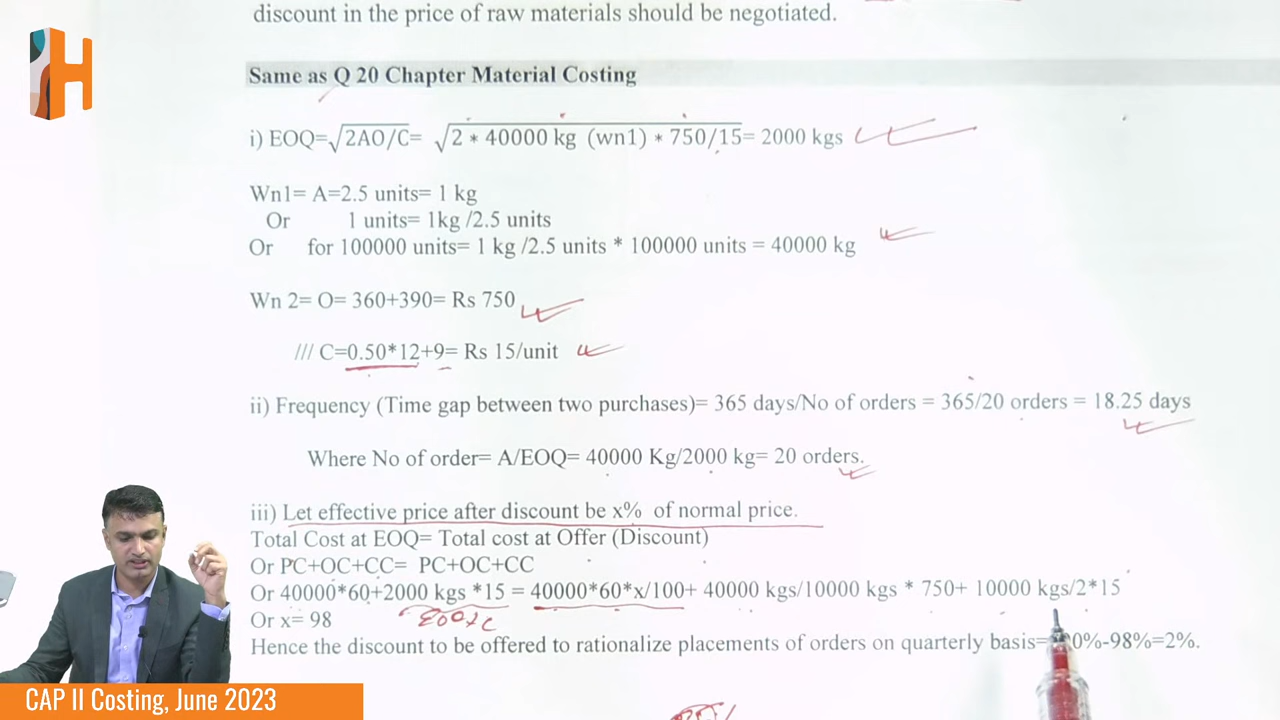 discount in the price of raw materials should be negotiated.
Same as Q 20 Chapter Material Costing
i) EOQ=√2AO/C= √2 * 40000 kg (wn1) * 750/15= 2000 kgs
Wn1= A=2.5 units= 1 kg
Or 1 units= 1kg /2.5 units
Or for 100000 units= 1 kg /2.5 units * 100000 units = 40000 kg
Wn 2= O= 360+390= Rs 750
/// C=0.50*12+9= Rs 15/unit
ii) Frequency (Time gap between two purchases)= 365 days/No of orders = 365/20 orders = 18.25 days
Where No of order= A/EOQ= 40000 Kg/2000 kg= 20 orders.
iii) Let effective price after discount be x% of normal price.
Total Cost at EOQ= Total cost at Offer (Discount)
Or PC+OC+CC= PC+OC+CC
Or 40000*60+2000 kgs *15 = 40000*60*x/100+ 40000 kgs/10000 kgs * 750+ 10000 kgs/2*15
Or x= 98
EOQ*C
Hence the discount to be offered to rationalize placements of orders on quarterly basis= 0%-98%=2%.
H
CAP II Costing, June 2023